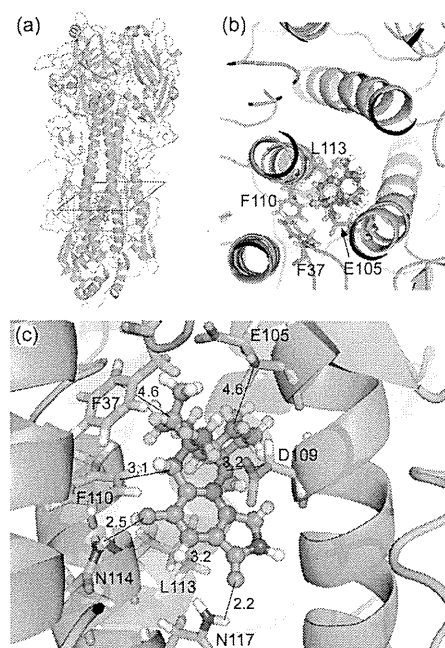 (a)
(b)
L113
F110
F37
E105
(c)
E105
F37
4.6
4.6
D109
3.2
3.1
F110
2.5
3.2
N114
L113
2.2
N117